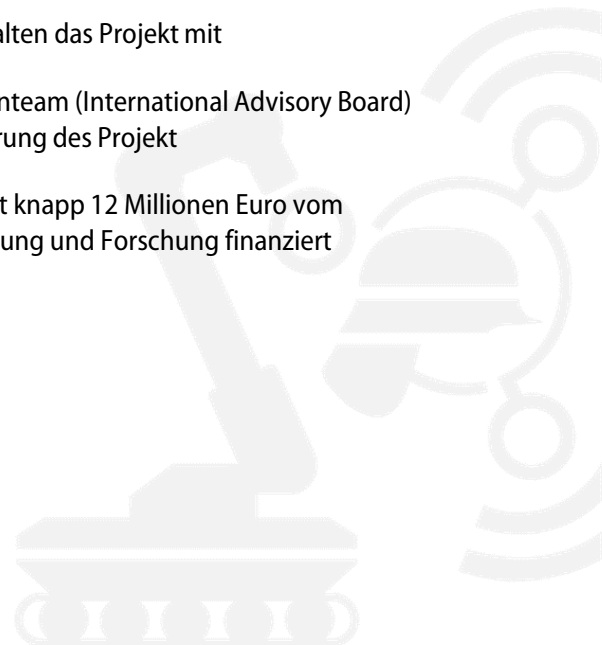 alten das Projekt mit
nteam (International Advisory Board)
rung des Projekt
t knapp 12 Millionen Euro vom
ung und Forschung finanziert